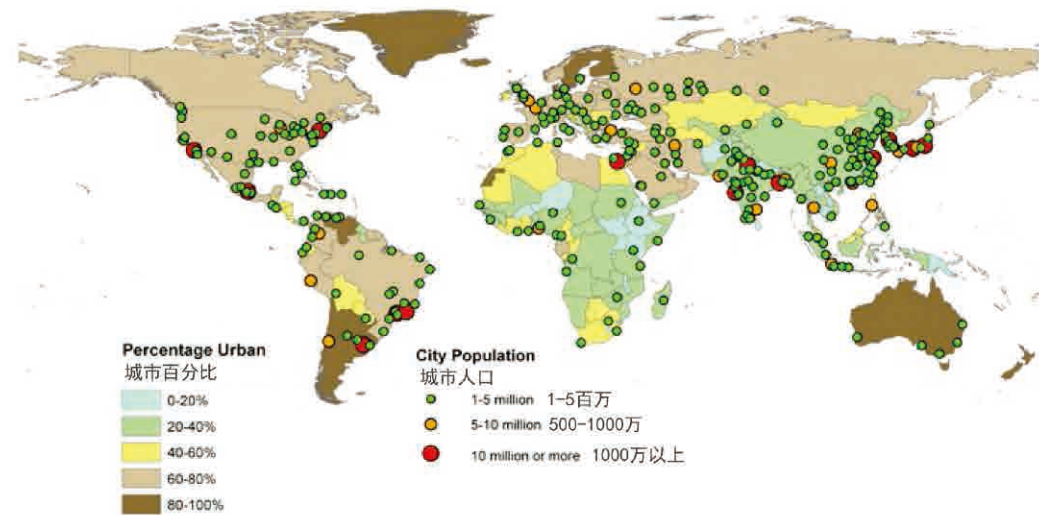 Percentage Urban
城市百分比
0-20%
20-40%
40-60%
60-80%
80-100%
City Population
城市人口
1-5 million 1-5百万
5-10 million 500-1000万
10 million or more 1000万以上